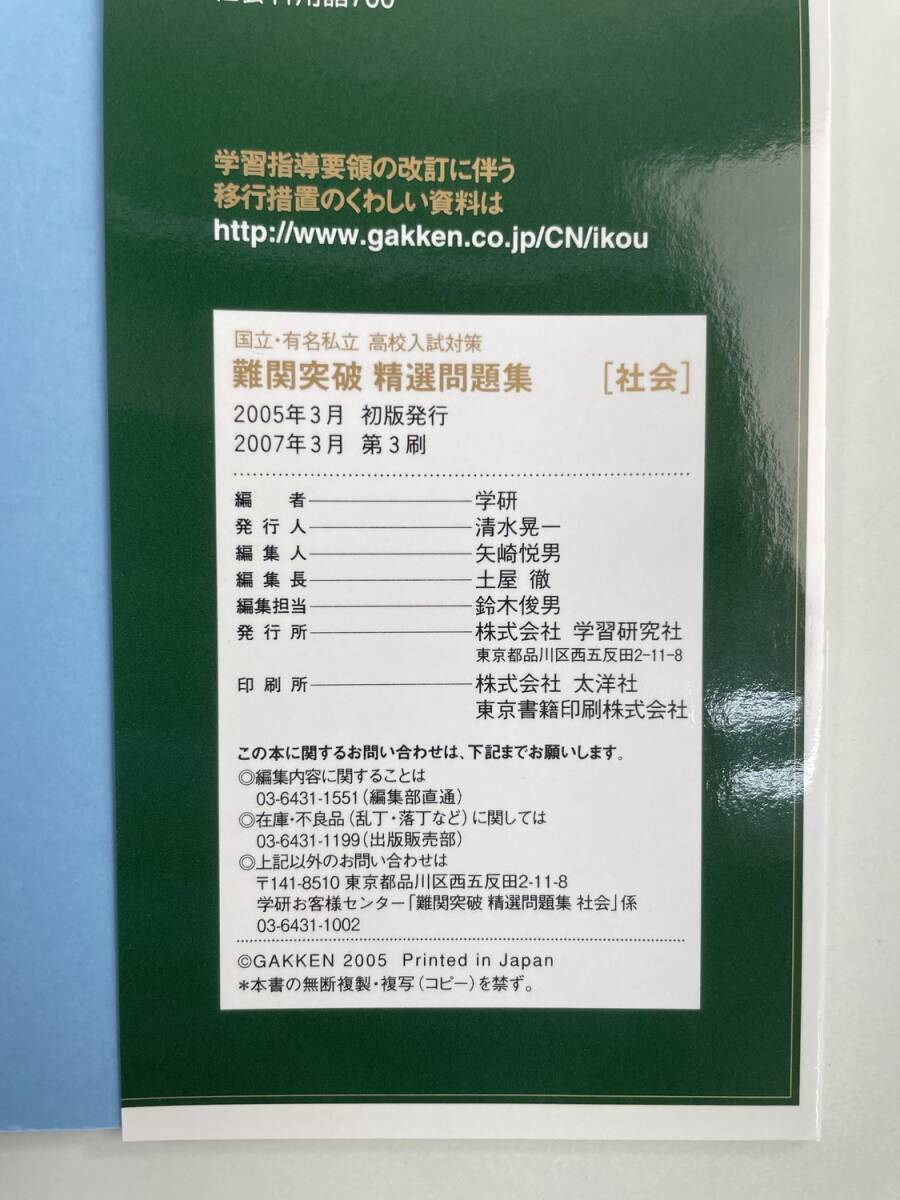 社会科用語700
学習指導要領の改訂に伴う
移行措置のくわしい資料は
http://www.gakken.co.jp/CN/ikou
国立・有名私立 高校入試対策
難関突破 精選問題集 [社会]
2005年3月 初版発行
2007年3月 第3刷
編者 学研
発行人 清水晃一
編集人 矢崎悦男
編集長 土屋 徹
編集担当 鈴木俊男
発行所 株式会社 学習研究社
東京都品川区西五反田2-11-8
印刷所 株式会社 太洋社
東京書籍印刷株式会社
この本に関するお問い合わせは、下記までお願いします。
◎編集内容に関することは
03-6431-1551(編集部直通)
◎在庫・不良品(乱丁・落丁など)に関しては
03-6431-1199(出版販売部)
◎上記以外のお問い合わせは
〒141-8510 東京都品川区西五反田2-11-8
学研お客様センター「難関突破 精選問題集 社会」係
03-6431-1002
©GAKKEN 2005 Printed in Japan
*本書の無断複製・複写(コピー)を禁ず。